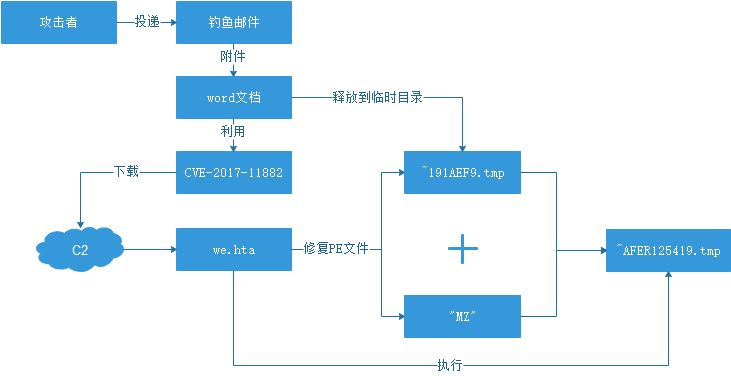 攻击者
投递
钓鱼邮件
附件
word文档
释放到临时目录
利用
下载
CVE-2017-11882
~191AEF9.tmp
C2
we.hta
修复PE文件
~AFER125419.tmp
"MZ"
执行